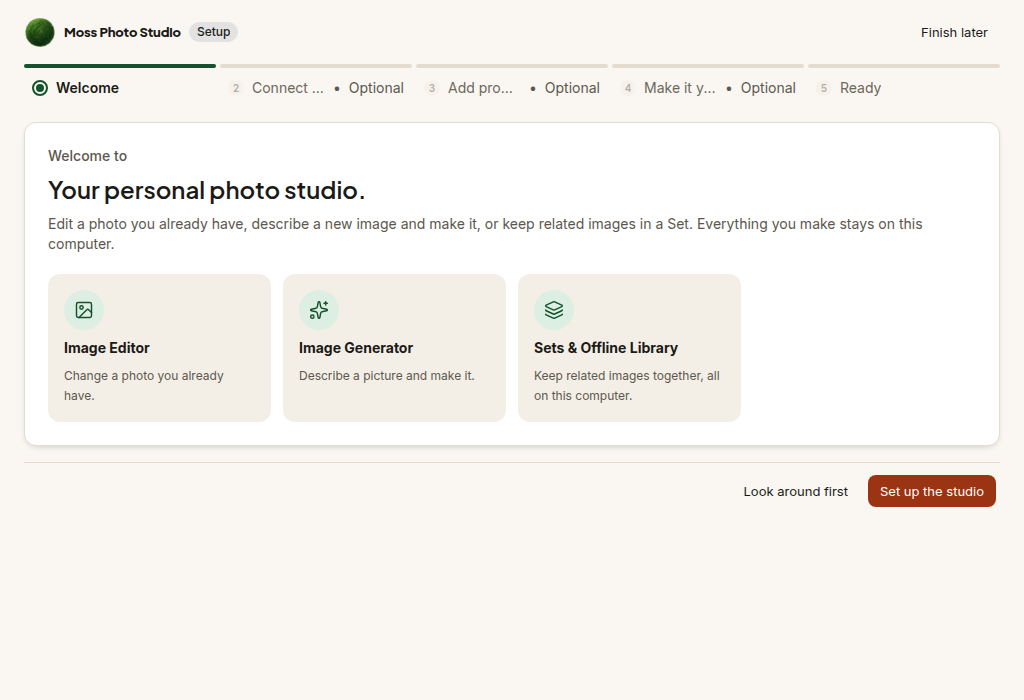 Moss Photo Studio
Setup
Finish later
Welcome
2 Connect ... • Optional
3 Add pro... • Optional
4 Make it y... • Optional
5 Ready
Welcome to
Your personal photo studio.
Edit a photo you already have, describe a new image and make it, or keep related images in a Set. Everything you make stays on this
computer.
Image Editor
Change a photo you already
have.
Image Generator
Describe a picture and make it.
Sets & Offline Library
Keep related images together, all
on this computer.
Look around first
Set up the studio